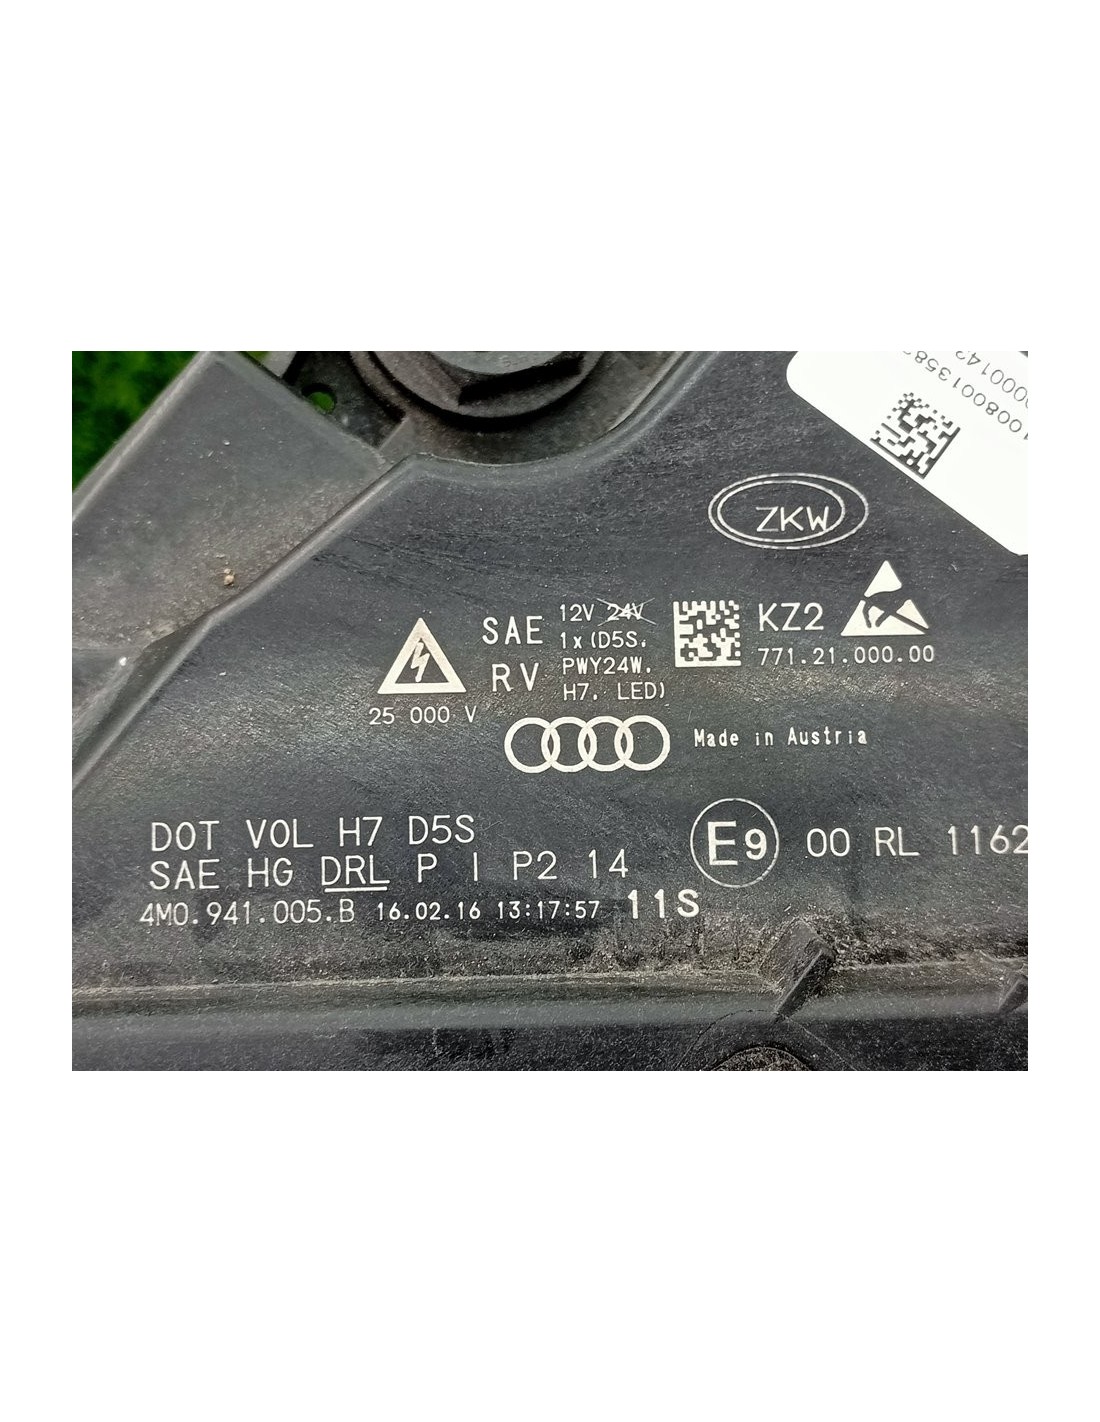 ZKW
SAE
RV
12V 24V
1x (D5S,
PWY24W,
H7, LED)
KZ2
771.21.000.00
25 000 V
Made in Austria
DOT VOL H7 D5S
SAE HG DRL P I P2 14
E9 00 RL 1162
4M0.941.005.B 16.02.16 13:17:57 11S